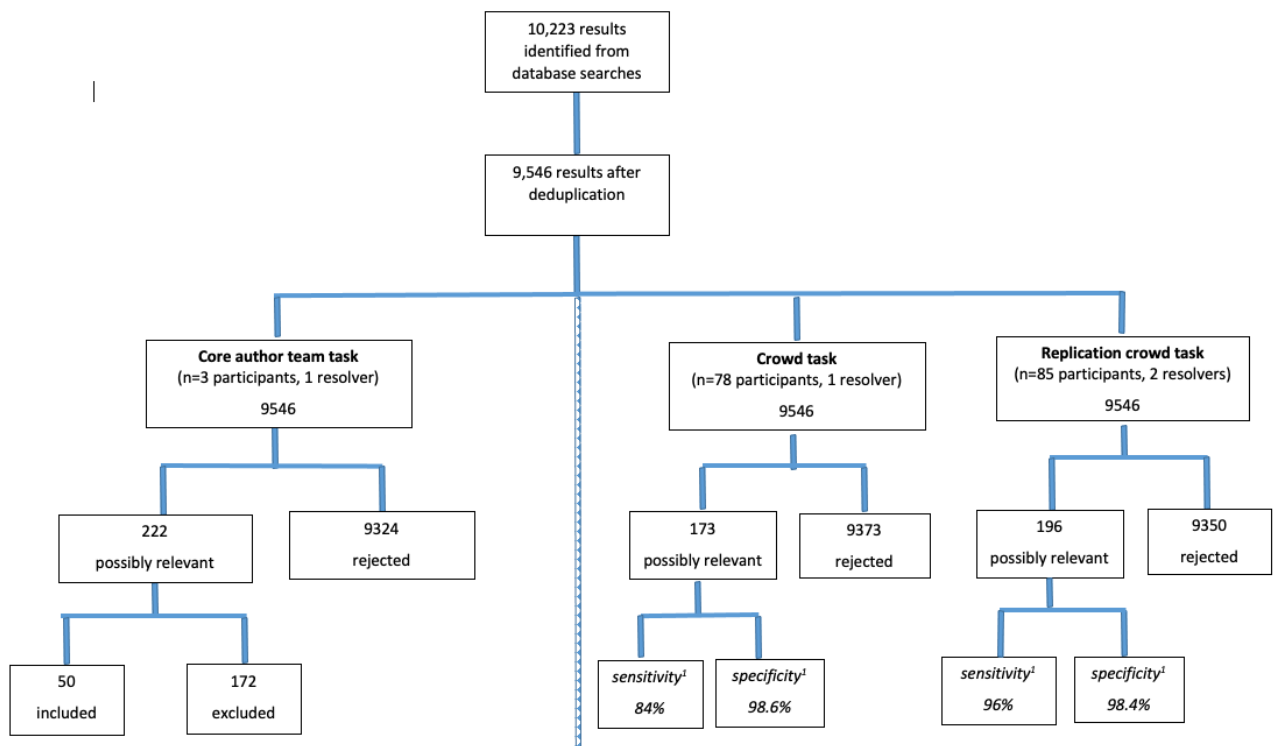 10,223 results
identified from
database searches
9,546 results after
deduplication
Core author team task
(n=3 participants, 1 resolver)
9546
Crowd task
(n=78 participants, 1 resolver)
9546
Replication crowd task
(n=85 participants, 2 resolvers)
9546
222
possibly relevant
9324
rejected
173
possibly relevant
9373
rejected
196
possibly relevant
9350
rejected
50
included
172
excluded
sensitivity¹
84%
specificity¹
98.6%
sensitivity¹
96%
specificity¹
98.4%